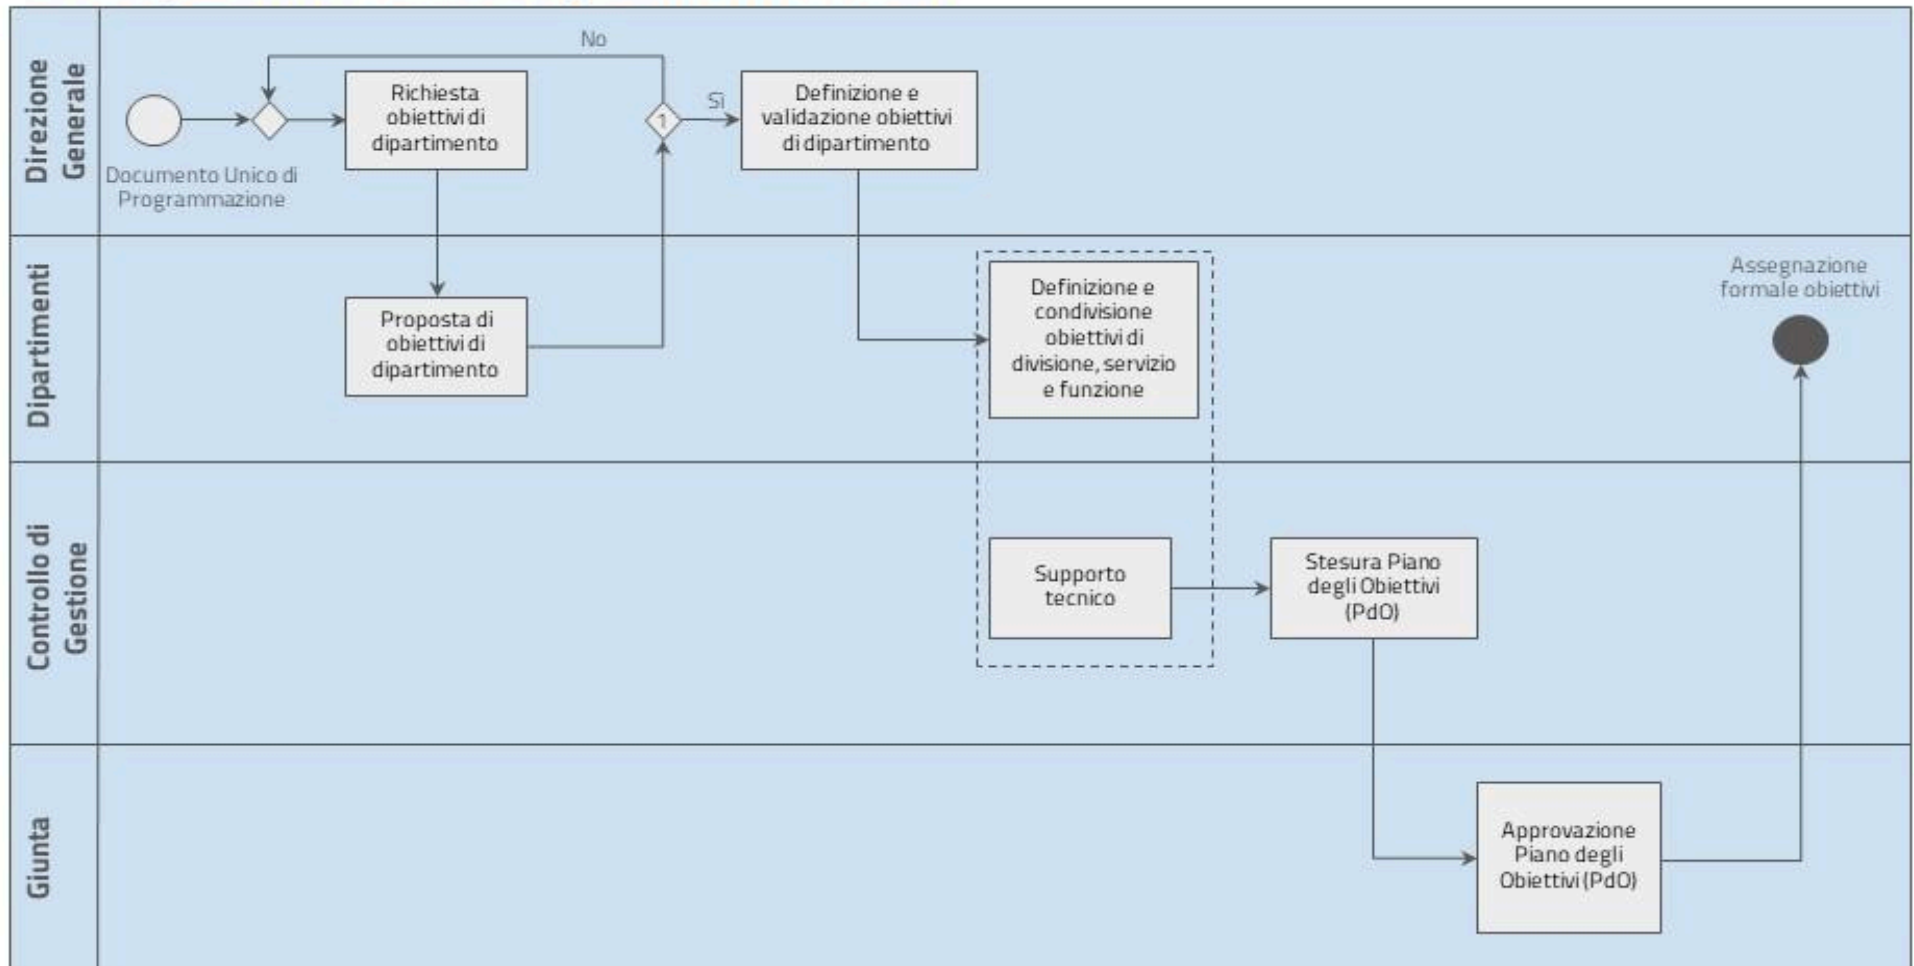 Direzione
Generale
Documento Unico di
Programmazione
No
Richiesta
obiettivi di
dipartimento
1
Sì
Definizione e
validazione obiettivi
di dipartimento
Dipartimenti
Proposta di
obiettivi di
dipartimento
Definizione e
condivisione
obiettivi di
divisione, servizio
e funzione
Assegnazione
formale obiettivi
Controllo di
Gestione
Supporto
tecnico
Stesura Piano
degli Obiettivi
(PdO)
Giunta
Approvazione
Piano degli
Obiettivi (PdO)